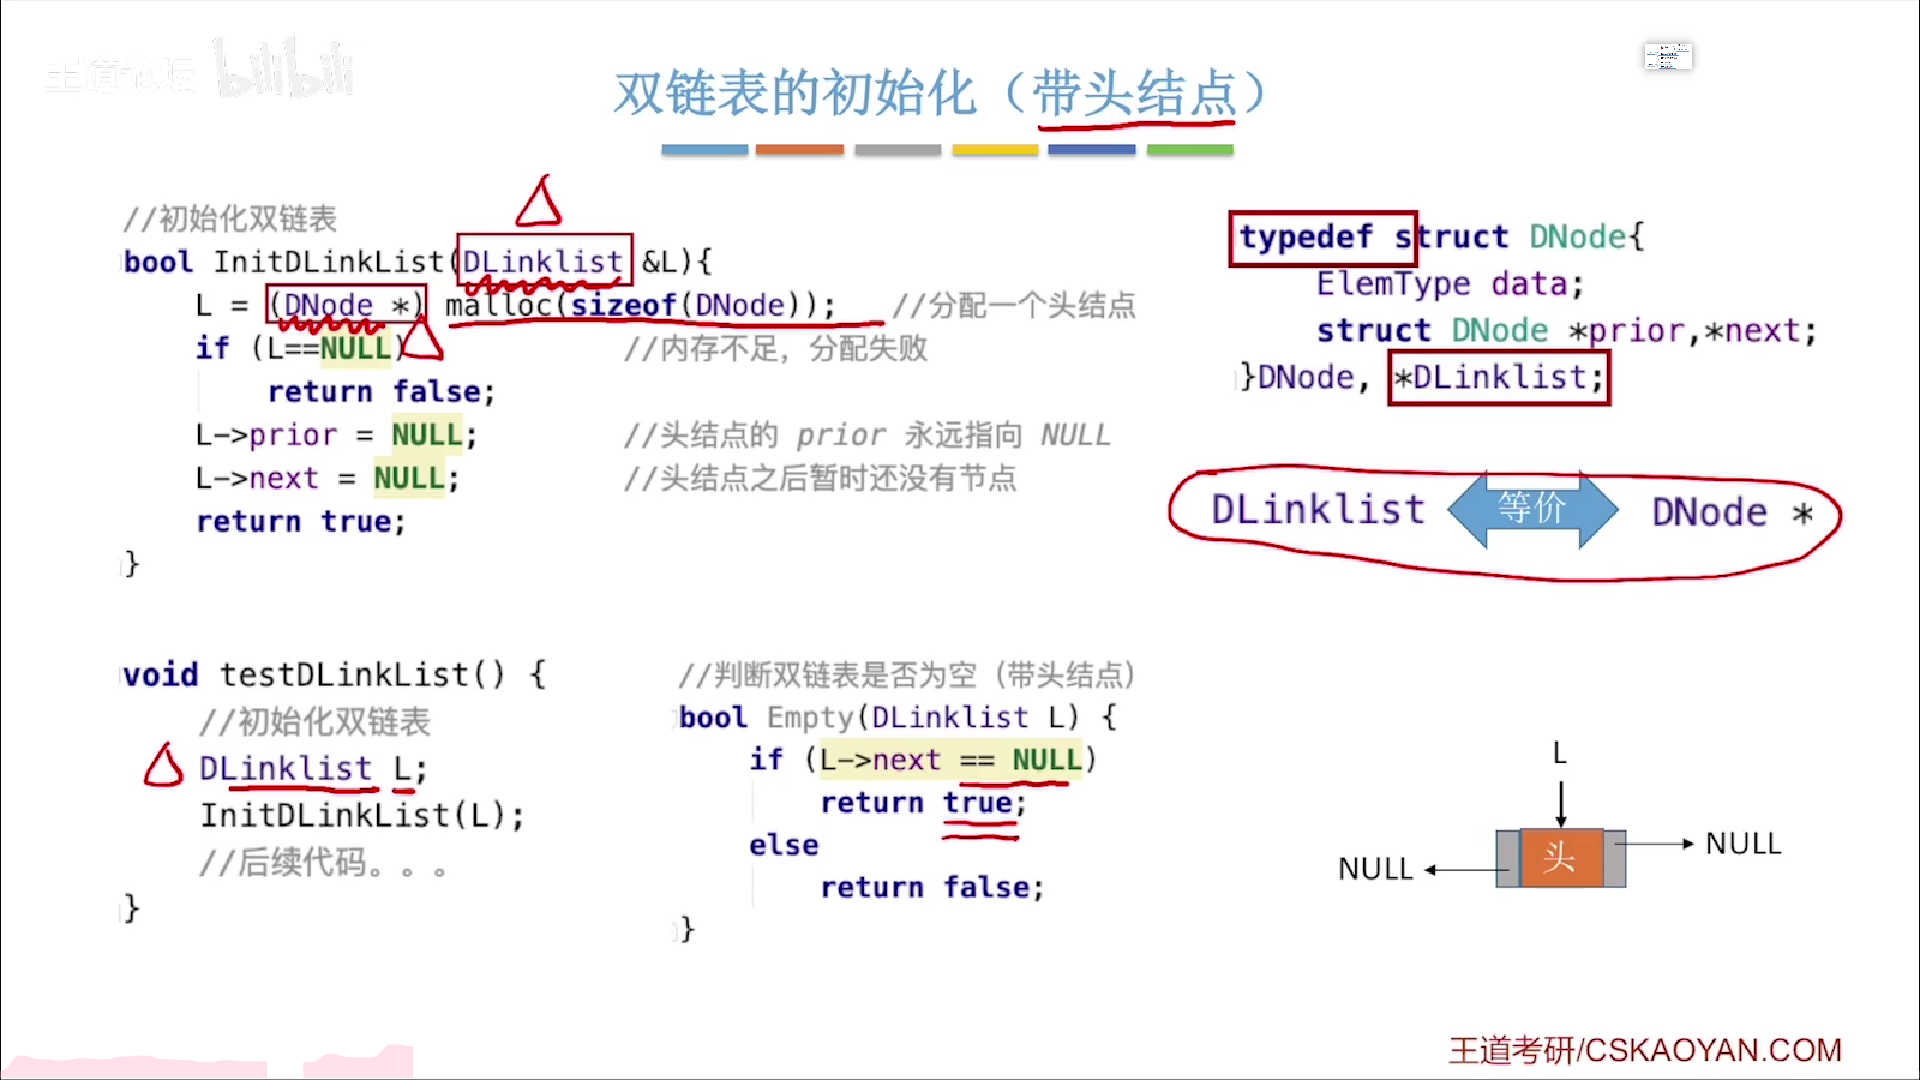 王道论坛 bilibili
双链表的初始化（带头结点）
//初始化双链表
bool InitDLinkList(DLinklist &L){
L = (DNode *) malloc(sizeof(DNode)); //分配一个头结点
if (L==NULL) //内存不足，分配失败
return false;
L->prior = NULL; //头结点的 prior 永远指向 NULL
L->next = NULL; //头结点之后暂时还没有节点
return true;
}
typedef struct DNode{
ElemType data;
struct DNode *prior,*next;
}DNode, *DLinklist;
DLinklist 等价 DNode *
void testDLinkList() {
//初始化双链表
DLinklist L;
InitDLinkList(L);
//后续代码。。。
}
//判断双链表是否为空（带头结点）
bool Empty(DLinklist L) {
if (L->next == NULL)
return true;
else
return false;
}
L
NULL 头 NULL
王道考研/CSKAOYAN.COM